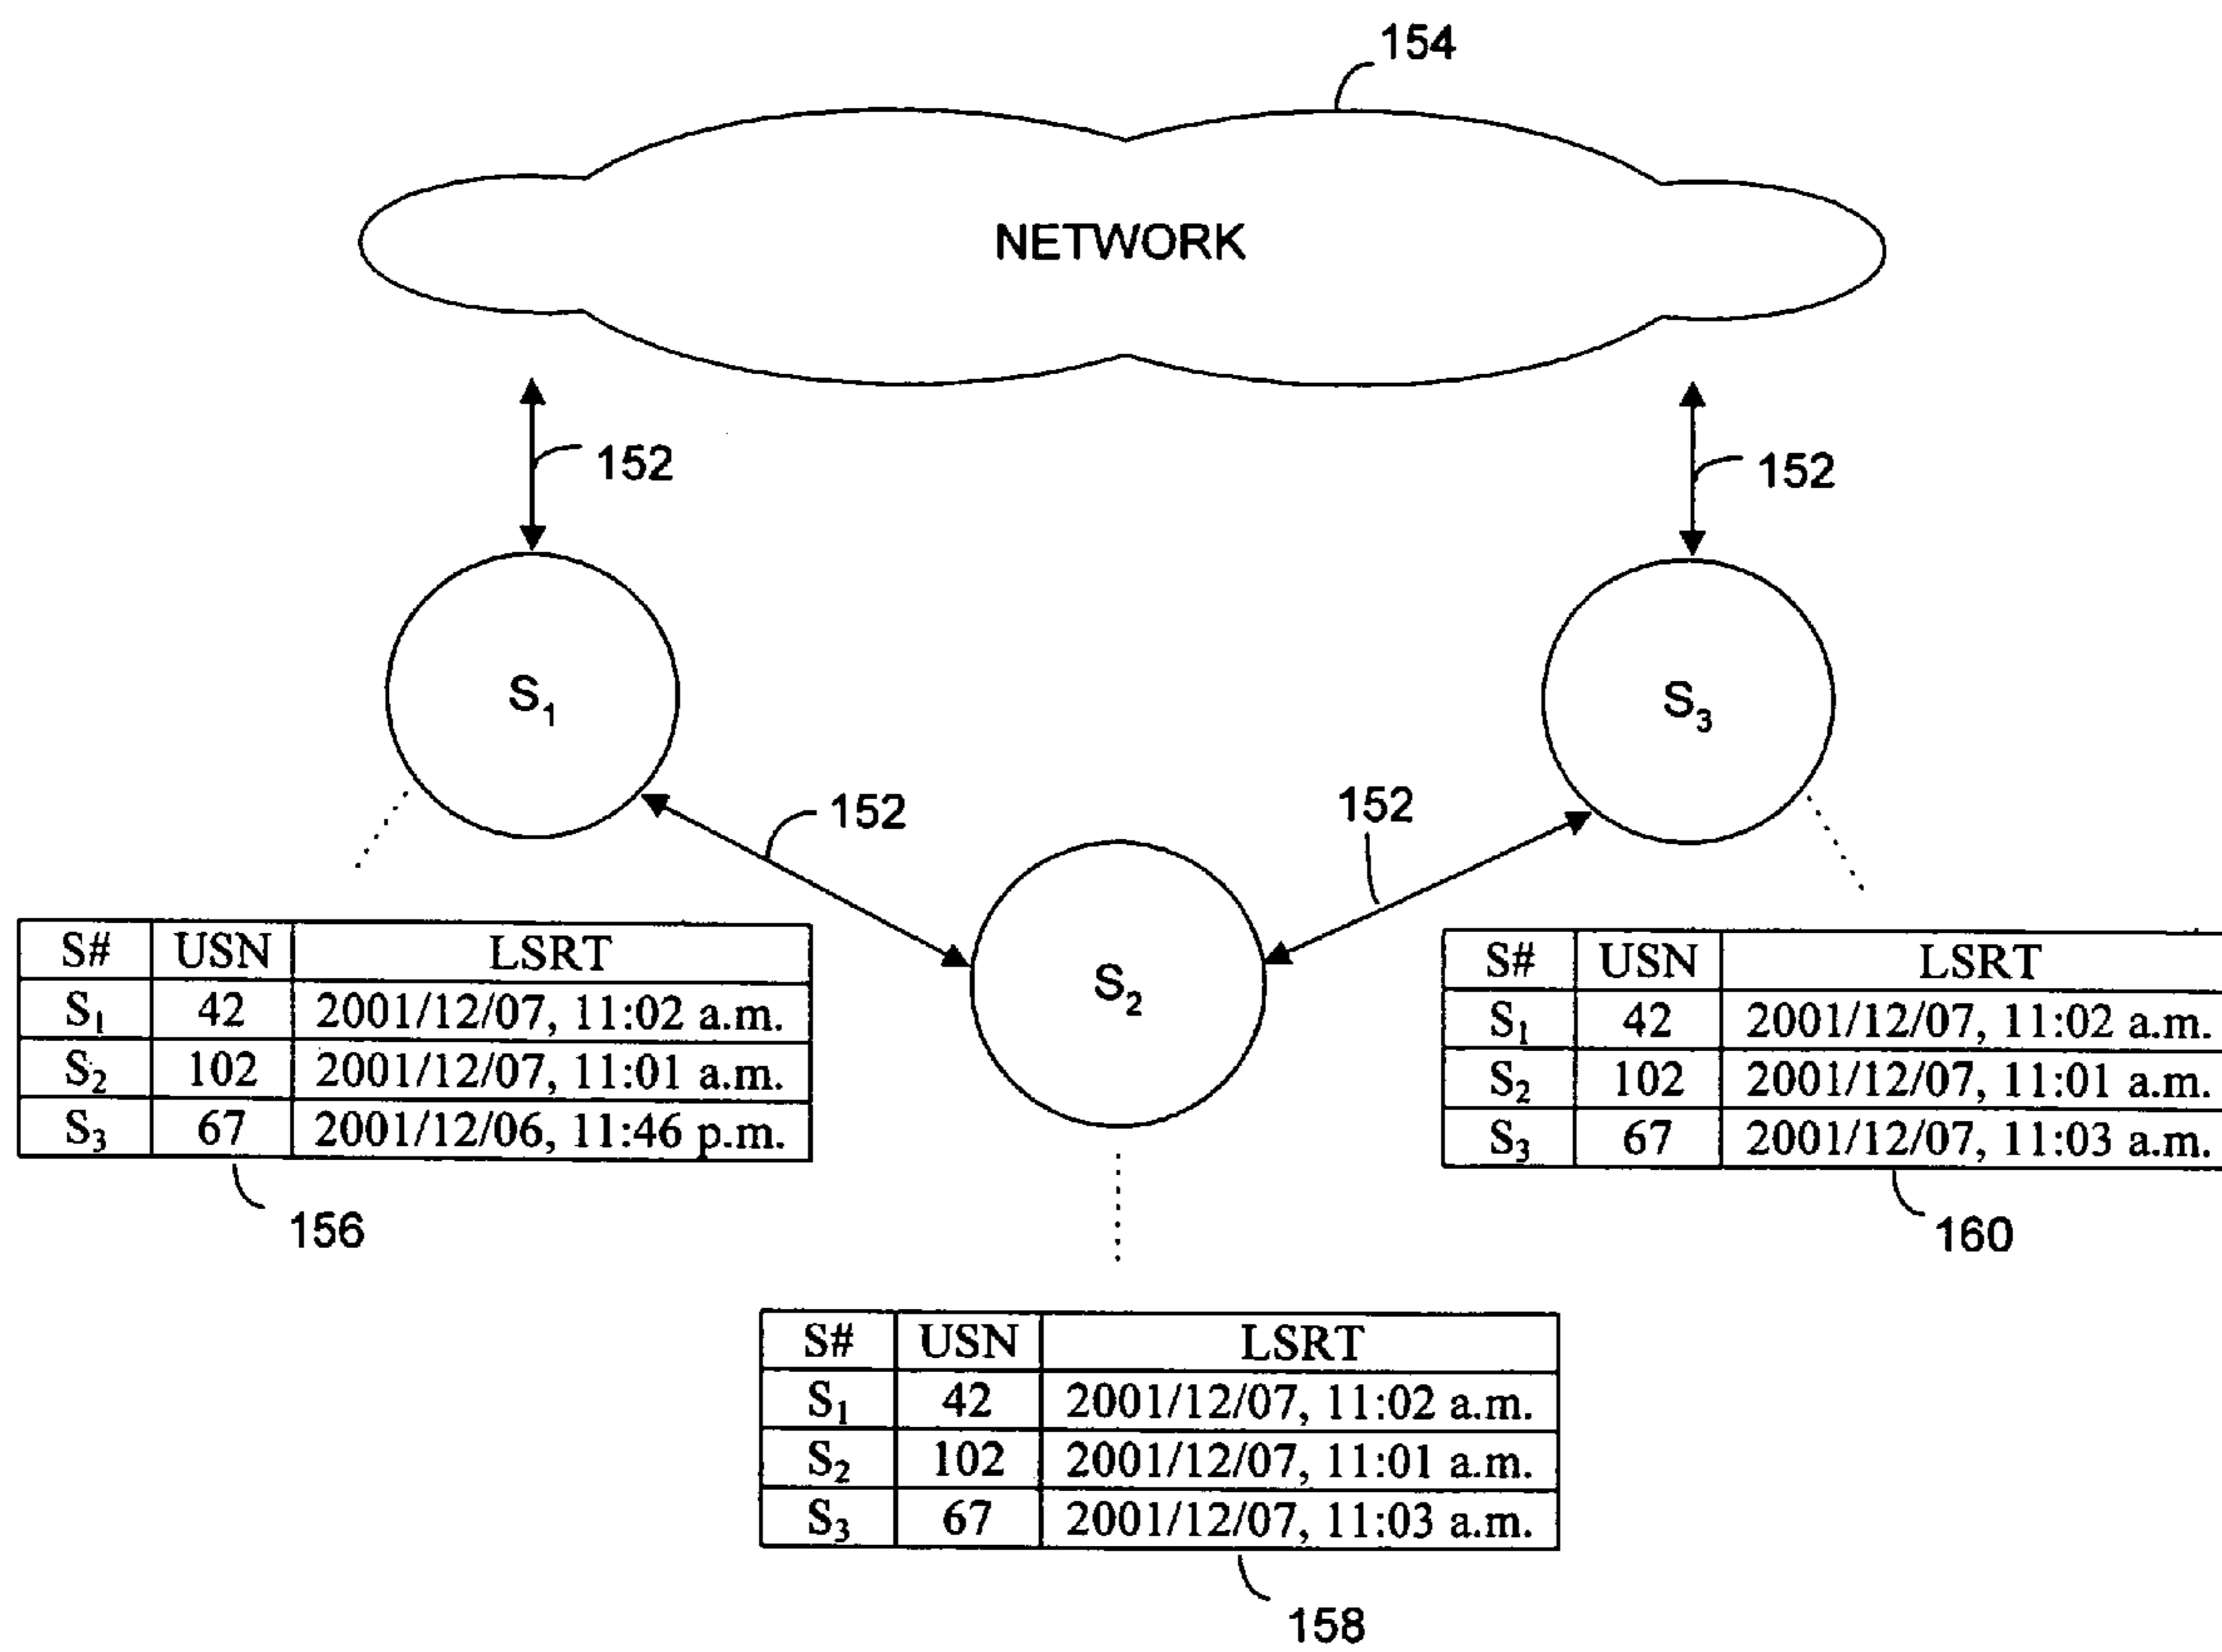 154
NETWORK
152
152
S₁
S₃
152
152
S₂
S# USN LSRT
S₁ 42 2001/12/07, 11:02 a.m.
S₂ 102 2001/12/07, 11:01 a.m.
S₃ 67 2001/12/06, 11:46 p.m.
156
S# USN LSRT
S₁ 42 2001/12/07, 11:02 a.m.
S₂ 102 2001/12/07, 11:01 a.m.
S₃ 67 2001/12/07, 11:03 a.m.
160
S# USN LSRT
S₁ 42 2001/12/07, 11:02 a.m.
S₂ 102 2001/12/07, 11:01 a.m.
S₃ 67 2001/12/07, 11:03 a.m.
158